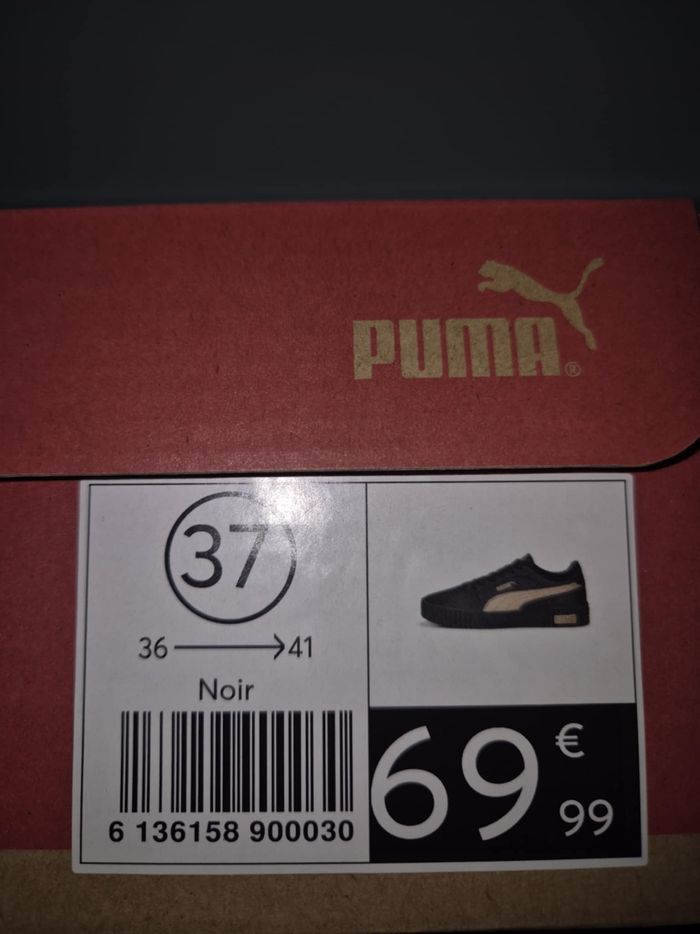 PUMA®
37
36 → 41
Noir
6 136158 900030
69 € 99